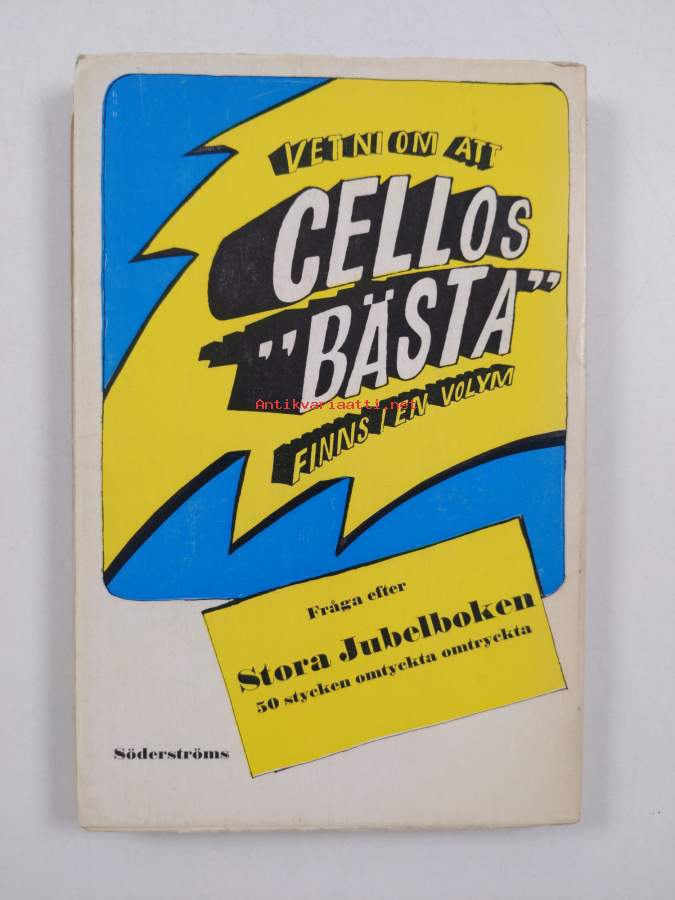 VET NI OM ATT
CELLOS
"BÄSTA"
Antikvariaatti.net
FINNS I EN VOLYM
Fråga efter
Stora Jubelboken
50 stycken omtyckta omtryckta
Söderströms